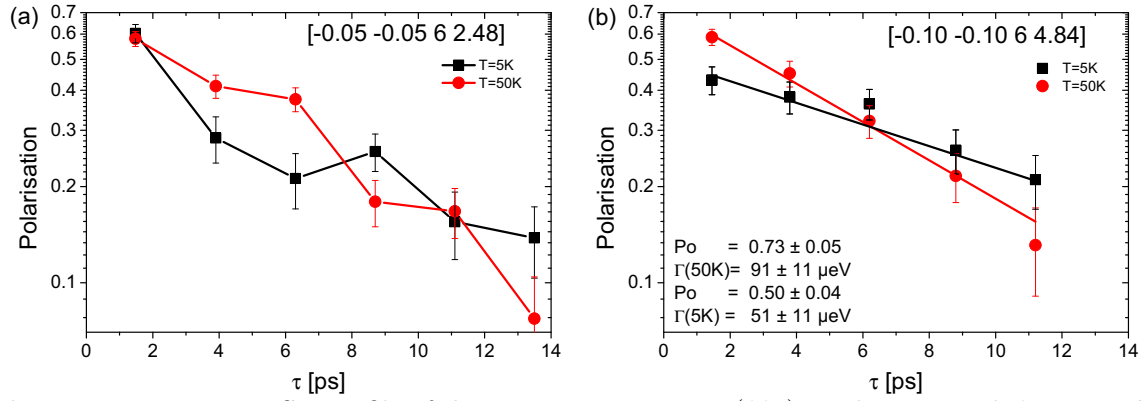 (a)
[-0.05 -0.05 6 2.48]
T=5K
T=50K
Polarisation
0.7
0.6
0.5
0.4
0.3
0.2
0.1
0 2 4 6 8 10 12 14
τ [ps]
(b)
[-0.10 -0.10 6 4.84]
T=5K
T=50K
Polarisation
0.7
0.6
0.5
0.4
0.3
0.2
0.1
Po = 0.73 ± 0.05
Γ(50K)= 91 ± 11 μeV
Po = 0.50 ± 0.04
Γ(5K) = 51 ± 11 μeV
0 2 4 6 8 10 12 14
τ [ps]